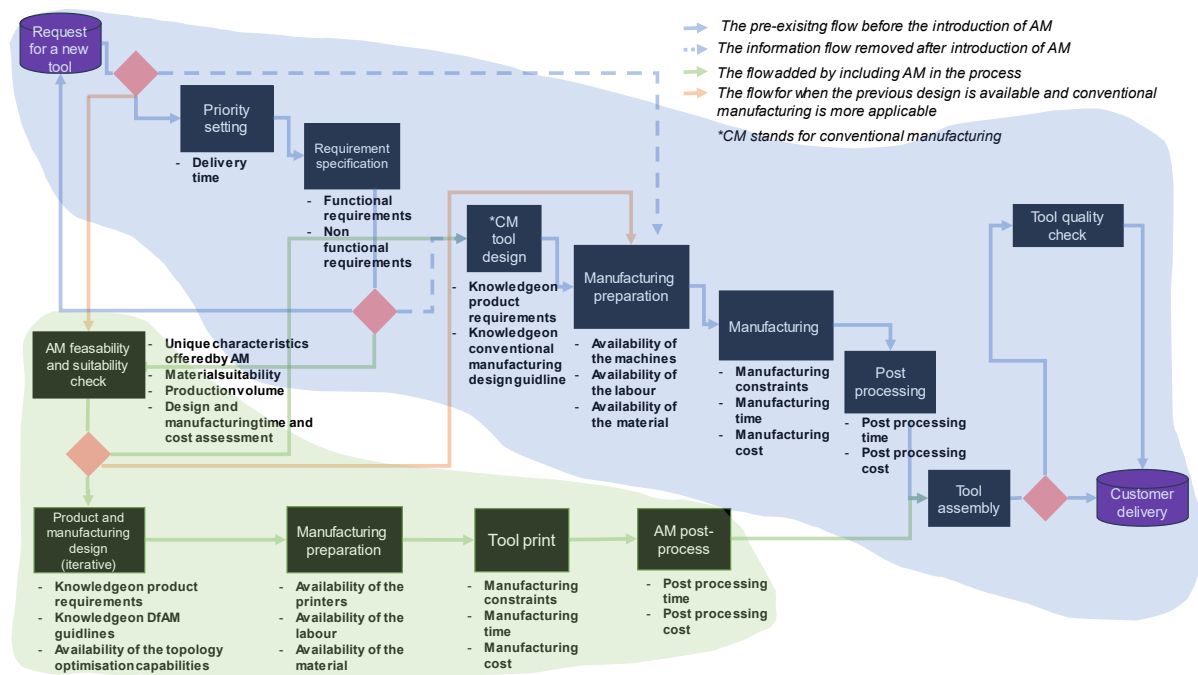 Request
for a new
tool
The pre-exisitng flow before the introduction of AM
The information flow removed after introduction of AM
The flowadded by including AM in the process
The flowfor when the previous design is available and conventional
manufacturing is more applicable
*CM stands for conventional manufacturing
Priority
setting
- Delivery
time
Requirement
specification
- Functional
requirements
- Non
functional
requirements
*CM
tool
design
- Knowledgeon
product
requirements
- Knowledgeon
conventional
manufacturing
designguidline
Manufacturing
preparation
- Availability of
the machines
- Availability of
the labour
- Availability of
the material
Manufacturing
- Manufacturing
constraints
- Manufacturing
time
- Manufacturing
cost
Post
processing
- Post processing
time
- Post processing
cost
Tool quality
check
Tool
assembly
Customer
delivery
AM feasability
and suitability
check
- Uniquecharacteristics
offeredbyAM
- Materialsuitability
- Productionvolume
- Design and
manufacturingtime and
cost assessment
Product and
manufacturing
design
(iterative)
- Knowledgeon product
requirements
- Knowledgeon DfAM
guidlines
- Availability of the topology
optimisation capabilities
Manufacturing
preparation
- Availability of the
printers
- Availability of the
labour
- Availability of the
material
Tool print
- Manufacturing
constraints
- Manufacturing
time
- Manufacturing
cost
AM post-
process
- Post processing
time
- Post processing
cost